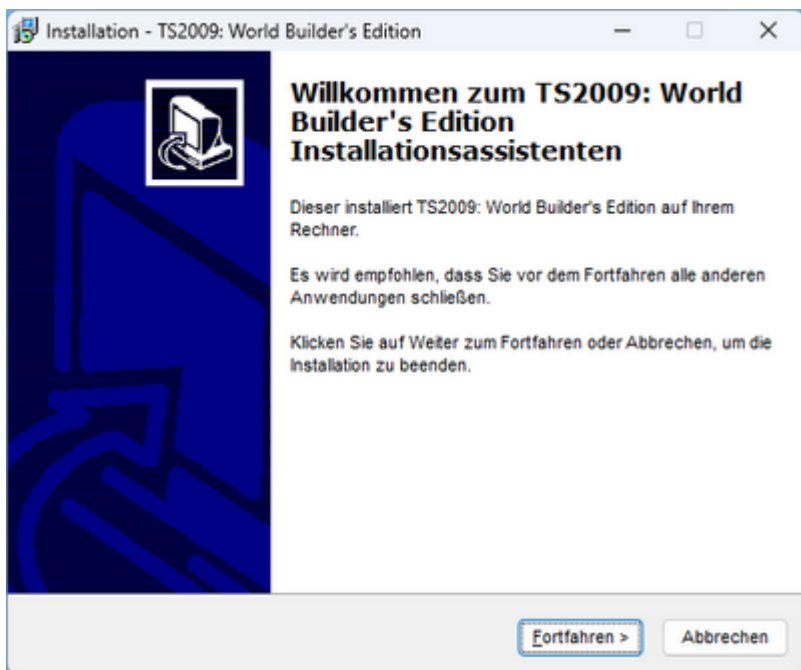 Installation - TS2009: World Builder's Edition
Willkommen zum TS2009: World
Builder's Edition
Installationsassistenten
Dieser installiert TS2009: World Builder's Edition auf Ihrem
Rechner.
Es wird empfohlen, dass Sie vor dem Fortfahren alle anderen
Anwendungen schließen.
Klicken Sie auf Weiter zum Fortfahren oder Abbrechen, um die
Installation zu beenden.
Fortfahren >
Abbrechen